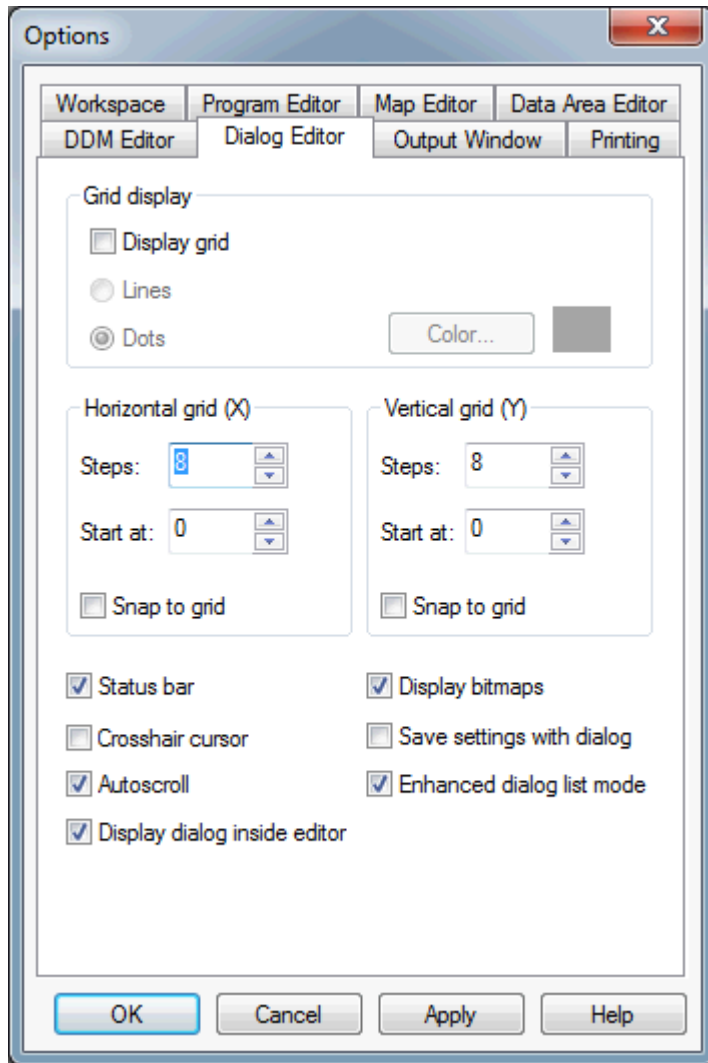 Options
Workspace Program Editor Map Editor Data Area Editor
DDM Editor Dialog Editor Output Window Printing
Grid display
Display grid
Lines
Dots Color...
Horizontal grid (X) Vertical grid (Y)
Steps: 8 Steps: 8
Start at: 0 Start at: 0
Snap to grid Snap to grid
Status bar Display bitmaps
Crosshair cursor Save settings with dialog
Autoscroll Enhanced dialog list mode
Display dialog inside editor
OK Cancel Apply Help